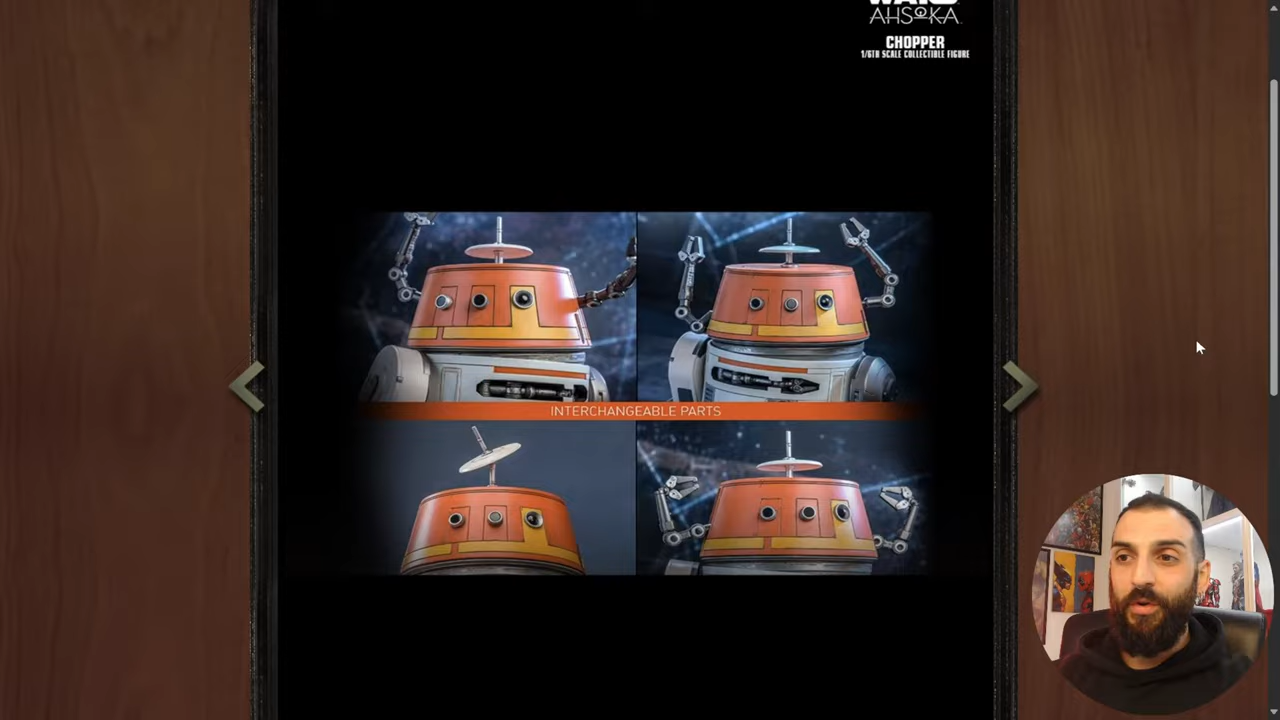 AHSOKA
CHOPPER
1/6TH SCALE COLLECTIBLE FIGURE
INTERCHANGEABLE PARTS